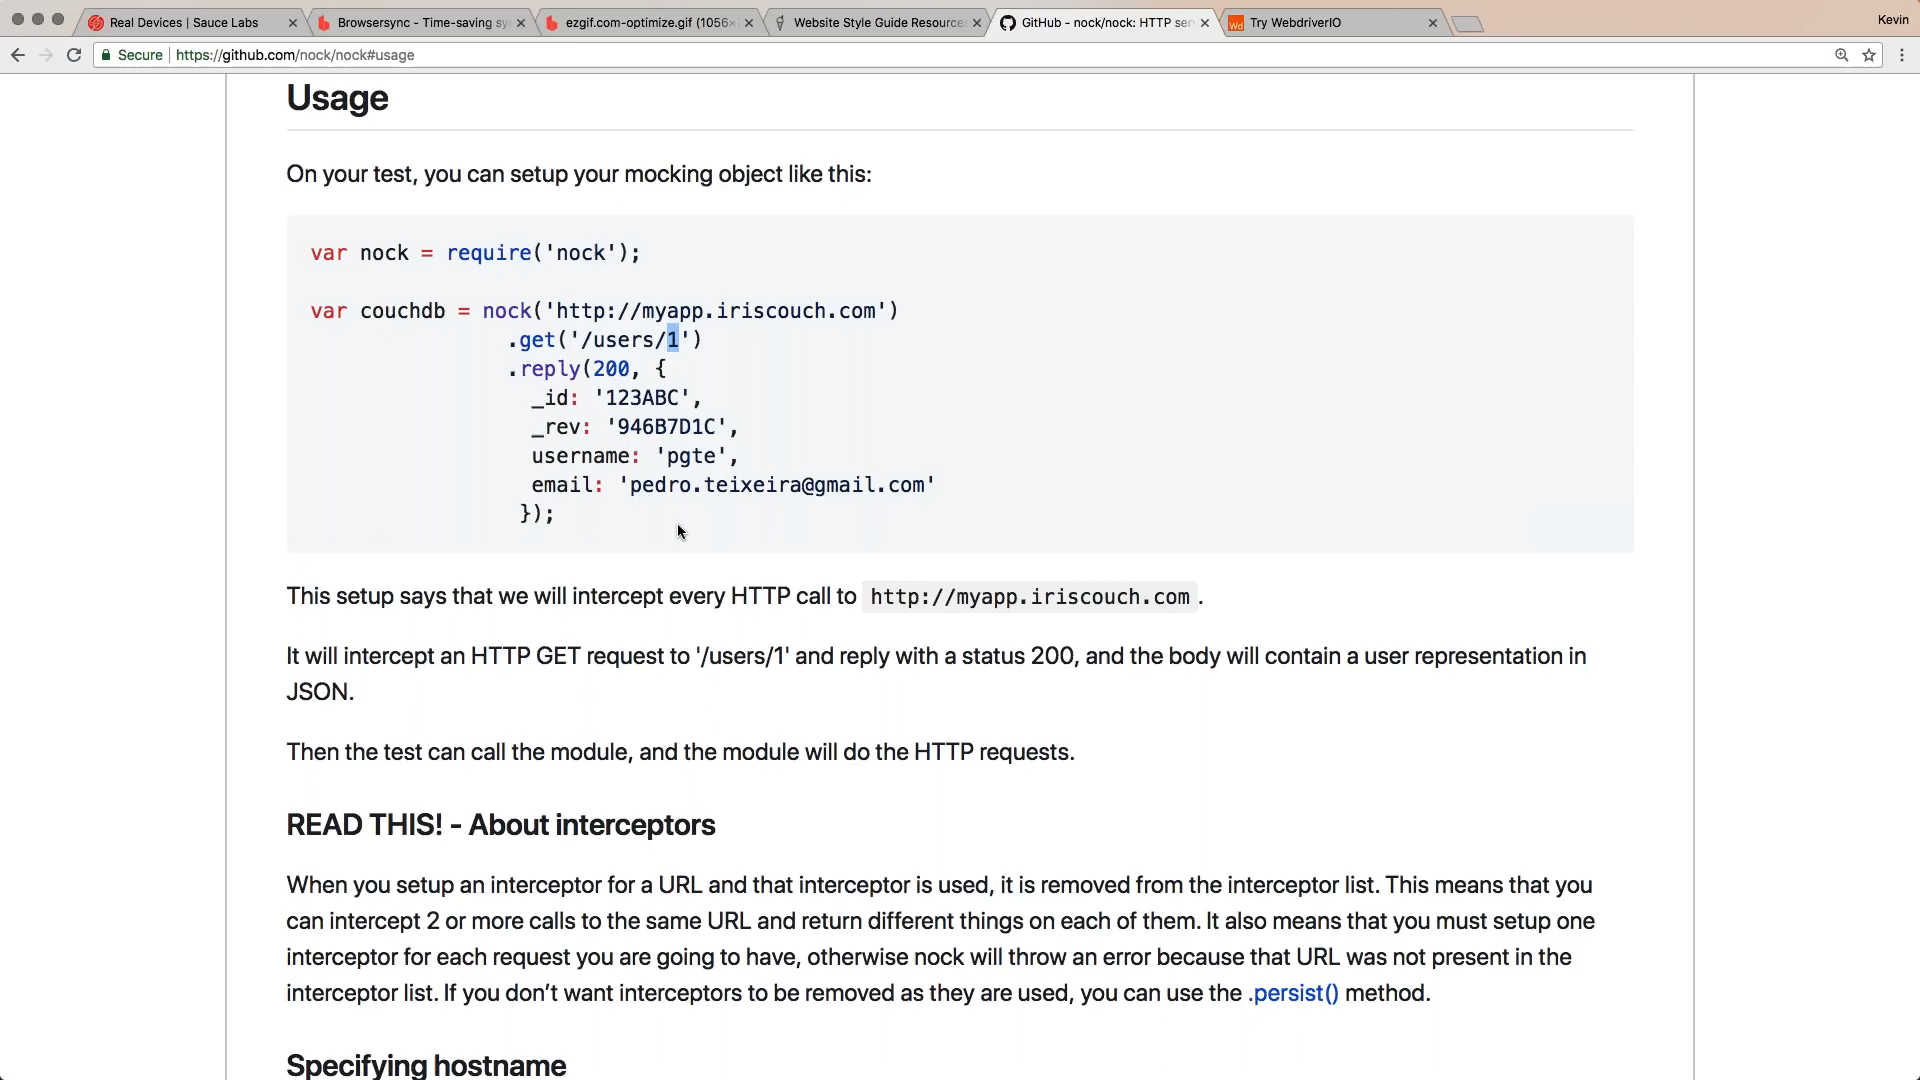 Real Devices | Sauce Labs
Browsersync - Time-saving sy
ezgif.com-optimize.gif (1056×
Website Style Guide Resources
GitHub - nock/nock: HTTP ser
Wd Try WebdriverIO
Kevin
Secure https://github.com/nock/nock#usage
Usage
On your test, you can setup your mocking object like this:
var nock = require('nock');
var couchdb = nock('http://myapp.iriscouch.com')
.get('/users/1')
.reply(200, {
_id: '123ABC',
_rev: '946B7D1C',
username: 'pgte',
email: 'pedro.teixeira@gmail.com'
});
This setup says that we will intercept every HTTP call to http://myapp.iriscouch.com .
It will intercept an HTTP GET request to '/users/1' and reply with a status 200, and the body will contain a user representation in
JSON.
Then the test can call the module, and the module will do the HTTP requests.
READ THIS! - About interceptors
When you setup an interceptor for a URL and that interceptor is used, it is removed from the interceptor list. This means that you
can intercept 2 or more calls to the same URL and return different things on each of them. It also means that you must setup one
interceptor for each request you are going to have, otherwise nock will throw an error because that URL was not present in the
interceptor list. If you don’t want interceptors to be removed as they are used, you can use the .persist() method.
Specifying hostname